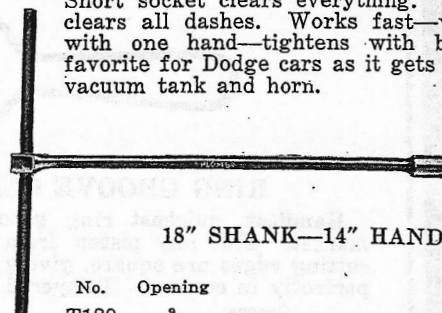 Short socket clears everything.
clears all dashes. Works fast—
with one hand—tightens with
favorite for Dodge cars as it gets
vacuum tank and horn.
18″ SHANK—14″ HAND
No. Opening